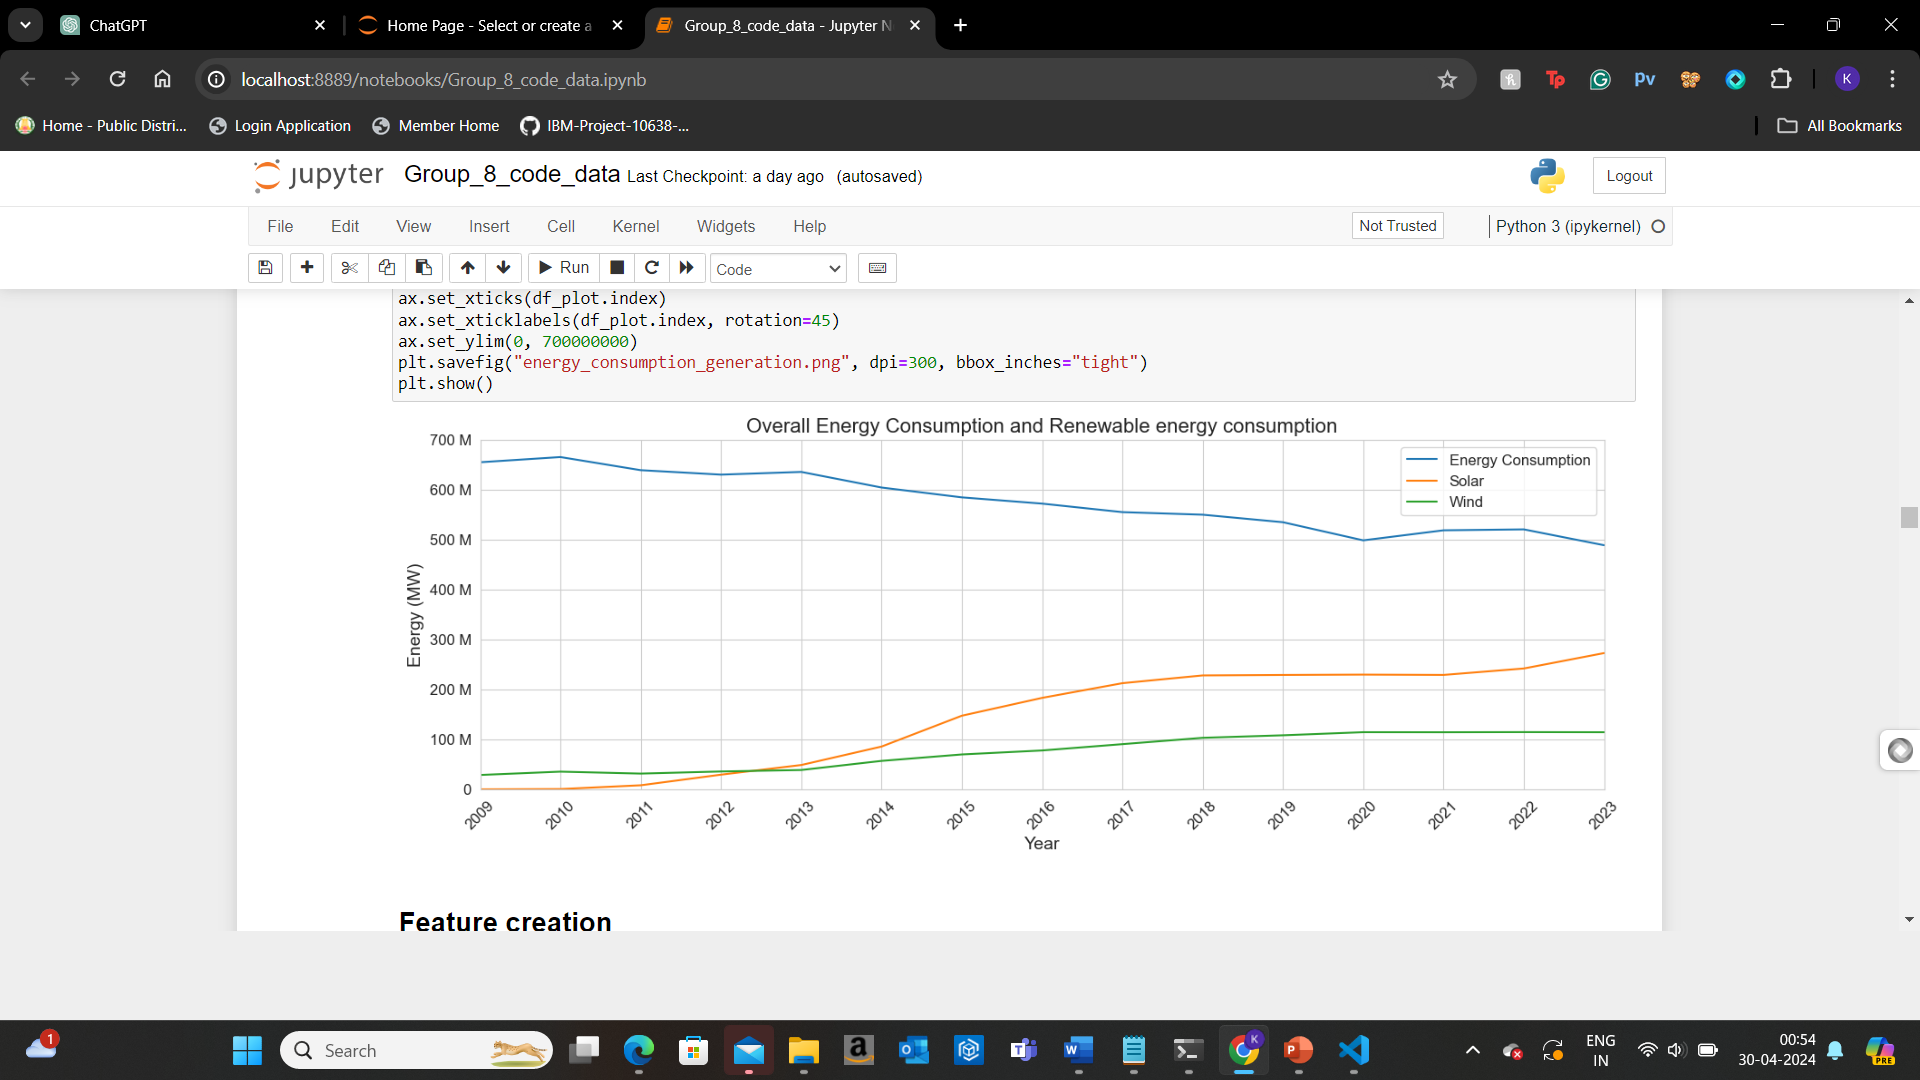 ChatGPT
Home Page - Select or create a
Group_8_code_data - Jupyter N
localhost:8889/notebooks/Group_8_code_data.ipynb
Tp
Pv
K
Home - Public Distri...
Login Application
Member Home
IBM-Project-10638-...
All Bookmarks
jupyter
Group_8_code_data Last Checkpoint: a day ago (autosaved)
Logout
File Edit View Insert Cell Kernel Widgets Help
Not Trusted
Python 3 (ipykernel)
Run
Code
ax.set_xticks(df_plot.index)
ax.set_xticklabels(df_plot.index, rotation=45)
ax.set_ylim(0, 700000000)
plt.savefig("energy_consumption_generation.png", dpi=300, bbox_inches="tight")
plt.show()
Overall Energy Consumption and Renewable energy consumption
700 M
600 M
500 M
400 M
300 M
200 M
100 M
0
Energy (MW)
Energy Consumption
Solar
Wind
2009 2010 2011 2012 2013 2014 2015 2016 2017 2018 2019 2020 2021 2022 2023
Year
Feature creation
1
Search
a
K
ENG
IN
00:54
30-04-2024
PRE